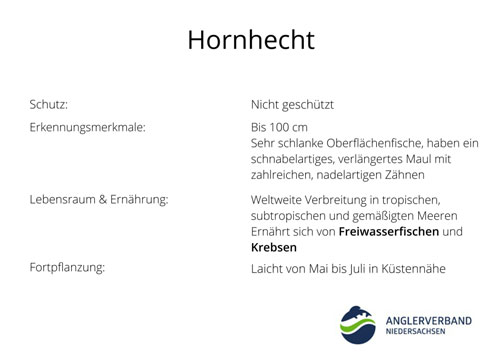 Hornhecht
Schutz:
Nicht geschützt
Erkennungsmerkmale:
Bis 100 cm
Sehr schlanke Oberflächenfische, haben ein
schnabelartiges, verlängertes Maul mit
zahlreichen, nadelartigen Zähnen
Lebensraum & Ernährung:
Weltweite Verbreitung in tropischen,
subtropischen und gemäßigten Meeren
Ernährt sich von Freiwasserfischen und
Krebsen
Fortpflanzung:
Laicht von Mai bis Juli in Küstennähe
ANGLERVERBAND
NIEDERSACHSEN